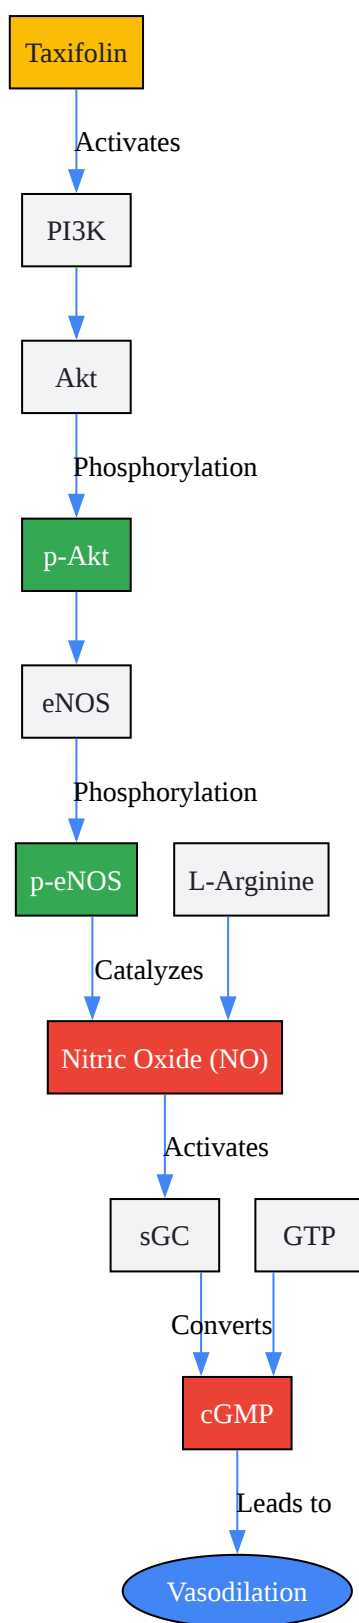 Taxifolin
Activates
PI3K
Akt
Phosphorylation
p-Akt
eNOS
Phosphorylation
p-eNOS
L-Arginine
Catalyzes
Nitric Oxide (NO)
Activates
sGC
GTP
Converts
cGMP
Leads to
Vasodilation